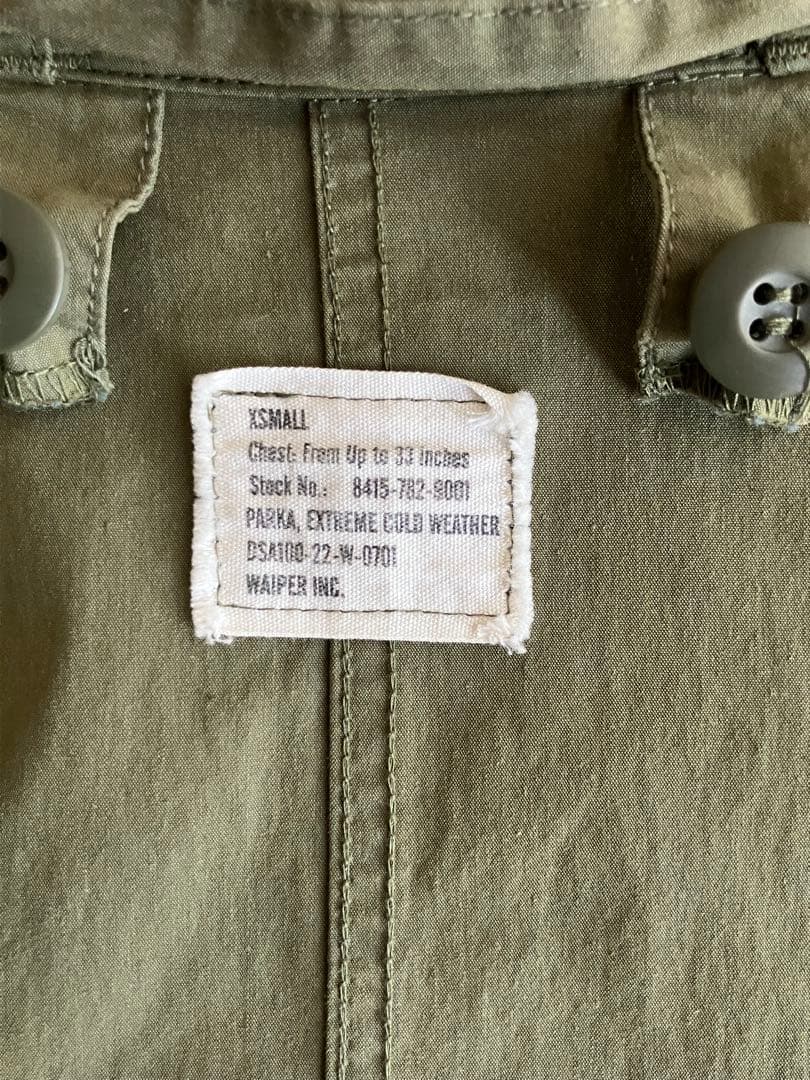 XSMALL
Chest: From Up to 33 inches
Stock No.: 8415-782-9001
PARKA, EXTREME COLD WEATHER
DSA100-22-W-0701
WAIPER INC.